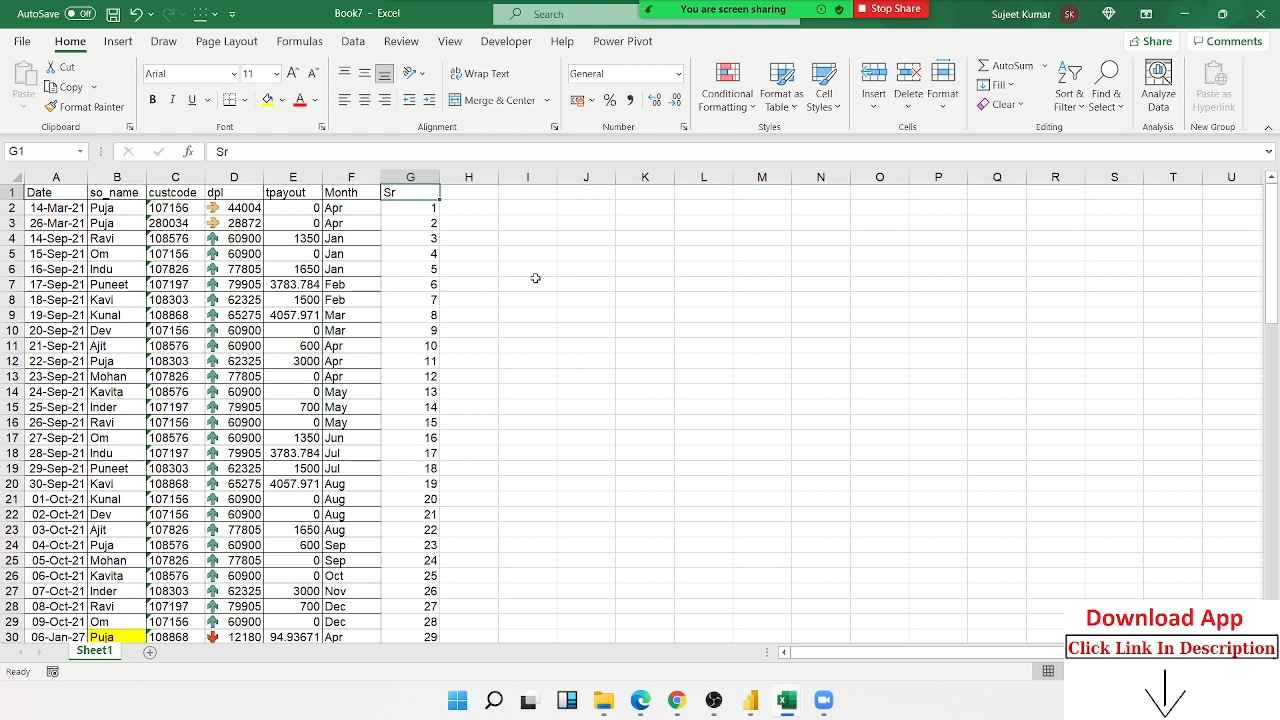 AutoSave Off Book7 - Excel Search You are screen sharing Stop Share Sujeet Kumar SK
File Home Insert Draw Page Layout Formulas Data Review View Developer Help Power Pivot Share Comments
Paste Cut Copy Format Painter Clipboard
Arial 11 B I U A Font
Wrap Text Merge & Center Alignment
General % , Number
Conditional Formatting Format as Table Cell Styles Styles
Insert Delete Format Cells
AutoSum Fill Clear Sort & Filter Find & Select Editing
Analyze Data Analysis
Paste as Hyperlink New Group
G1 fx Sr
A B C D E F G H I J K L M N O P Q R S T U
1 Date so_name custcode dpl tpayout Month Sr
2 14-Mar-21 Puja 107156 44004 0 Apr 1
3 26-Mar-21 Puja 280034 28872 0 Apr 2
4 14-Sep-21 Ravi 108576 60900 1350 Jan 3
5 15-Sep-21 Om 107156 60900 0 Jan 4
6 16-Sep-21 Indu 107826 77805 1650 Jan 5
7 17-Sep-21 Puneet 107197 79905 3783.784 Feb 6
8 18-Sep-21 Kavi 108303 62325 1500 Feb 7
9 19-Sep-21 Kunal 108868 65275 4057.971 Mar 8
10 20-Sep-21 Dev 107156 60900 0 Mar 9
11 21-Sep-21 Ajit 108576 60900 600 Apr 10
12 22-Sep-21 Puja 108303 62325 3000 Apr 11
13 23-Sep-21 Mohan 107826 77805 0 Apr 12
14 24-Sep-21 Kavita 108576 60900 0 May 13
15 25-Sep-21 Inder 107197 79905 700 May 14
16 26-Sep-21 Ravi 107156 60900 0 May 15
17 27-Sep-21 Om 108576 60900 1350 Jun 16
18 28-Sep-21 Indu 107197 79905 3783.784 Jul 17
19 29-Sep-21 Puneet 108303 62325 1500 Jul 18
20 30-Sep-21 Kavi 108868 65275 4057.971 Aug 19
21 01-Oct-21 Kunal 107156 60900 0 Aug 20
22 02-Oct-21 Dev 107156 60900 0 Aug 21
23 03-Oct-21 Ajit 107826 77805 1650 Aug 22
24 04-Oct-21 Puja 108576 60900 600 Sep 23
25 05-Oct-21 Mohan 107826 77805 0 Sep 24
26 06-Oct-21 Kavita 108576 60900 0 Oct 25
27 07-Oct-21 Inder 108303 62325 3000 Nov 26
28 08-Oct-21 Ravi 107197 79905 700 Dec 27
29 09-Oct-21 Om 107156 60900 0 Dec 28
30 06-Jan-27 Puja 108868 12180 94.93671 Apr 29
Sheet1
Ready
Download App
Click Link In Description